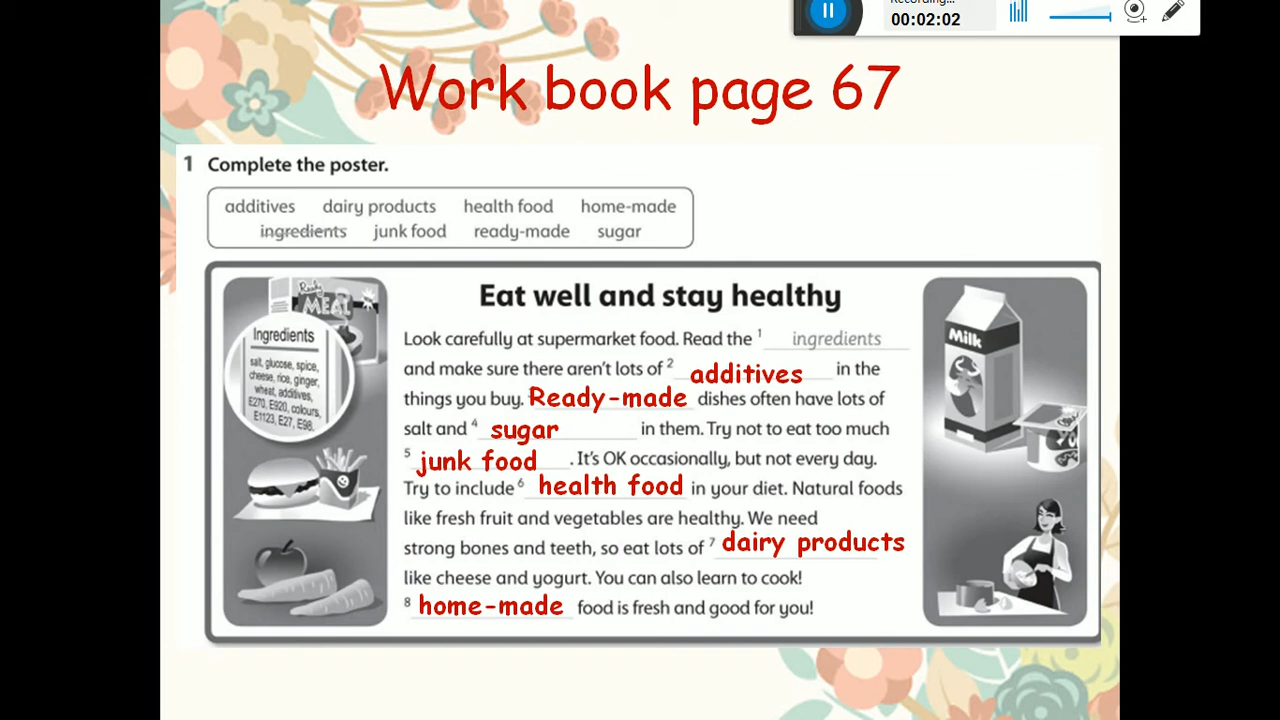 Recording...
00:02:02
Work book page 67
1 Complete the poster.
additives dairy products health food home-made
ingredients junk food ready-made sugar
Eat well and stay healthy
Ready MEAL
Ingredients
salt, glucose, spice,
cheese, rice, ginger,
wheat, additives,
E270, E920, colours,
E1123, E27, E98.
Look carefully at supermarket food. Read the 1 ingredients
and make sure there aren't lots of 2 additives in the
things you buy. Ready-made dishes often have lots of
salt and 4 sugar in them. Try not to eat too much
5 junk food . It's OK occasionally, but not every day.
Try to include 6 health food in your diet. Natural foods
like fresh fruit and vegetables are healthy. We need
strong bones and teeth, so eat lots of 7 dairy products
like cheese and yogurt. You can also learn to cook!
8 home-made food is fresh and good for you!
Milk